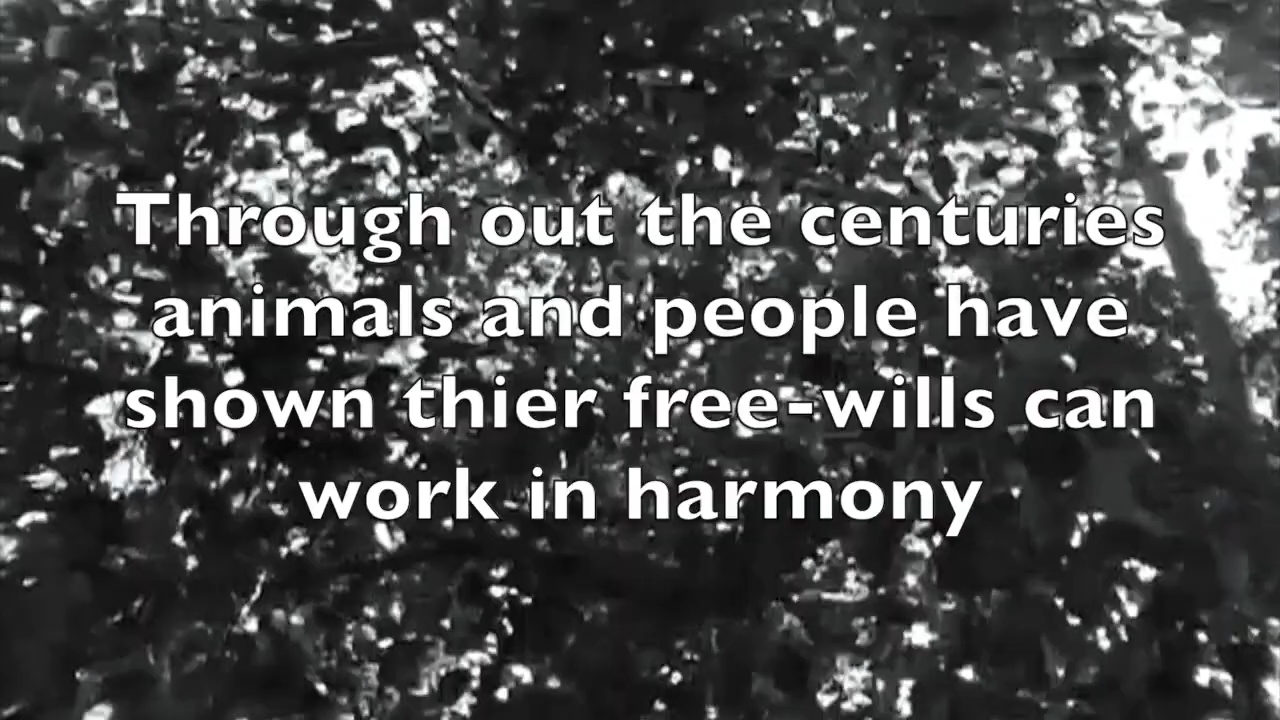 Through out the centuries
animals and people have
shown thier free-wills can
work in harmony